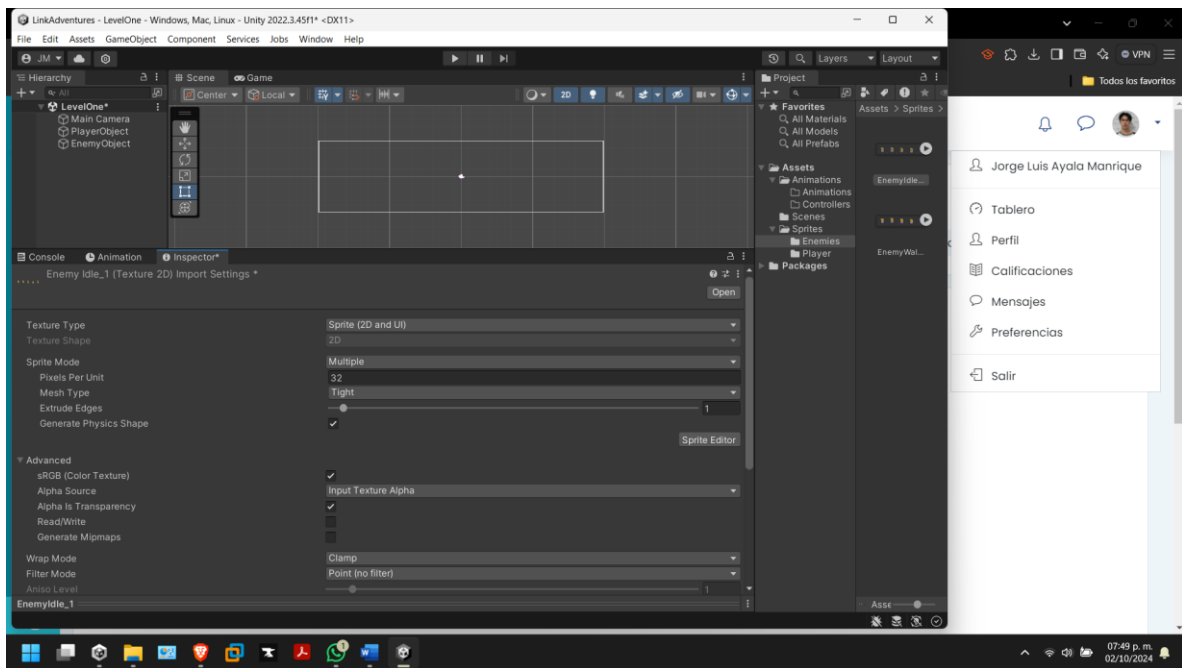 LinkAdventures - LevelOne - Windows, Mac, Linux - Unity 2022.3.45f1* <DX11>
File Edit Assets GameObject Component Services Jobs Window Help
JM
Layers
Layout
Hierarchy
Scene
Game
Project
All
Center
Local
2D
LevelOne*
Main Camera
PlayerObject
EnemyObject
Favorites
All Materials
All Models
All Prefabs
Assets
Animations
Animations
Controllers
Scenes
Sprites
Enemies
Player
Packages
Assets > Sprites >
EnemyIdle...
EnemyWal...
Console
Animation
Inspector*
Enemy Idle_1 (Texture 2D) Import Settings *
Open
Texture Type
Sprite (2D and UI)
Texture Shape
2D
Sprite Mode
Multiple
Pixels Per Unit
32
Mesh Type
Tight
Extrude Edges
1
Generate Physics Shape
Sprite Editor
Advanced
sRGB (Color Texture)
Alpha Source
Input Texture Alpha
Alpha Is Transparency
Read/Write
Generate Mipmaps
Wrap Mode
Clamp
Filter Mode
Point (no filter)
Aniso Level
1
EnemyIdle_1
Asse
VPN
Todos los favoritos
Jorge Luis Ayala Manrique
Tablero
Perfil
Calificaciones
Mensajes
Preferencias
Salir
1
07:49 p. m.
02/10/2024